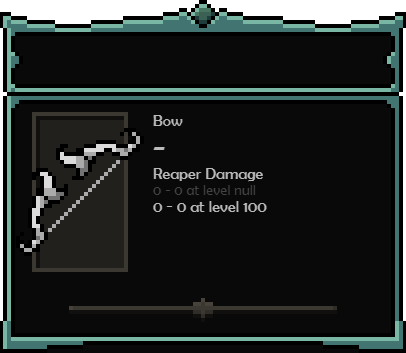 Bow
–
Reaper Damage
0 - 0 at level null
0 - 0 at level 100